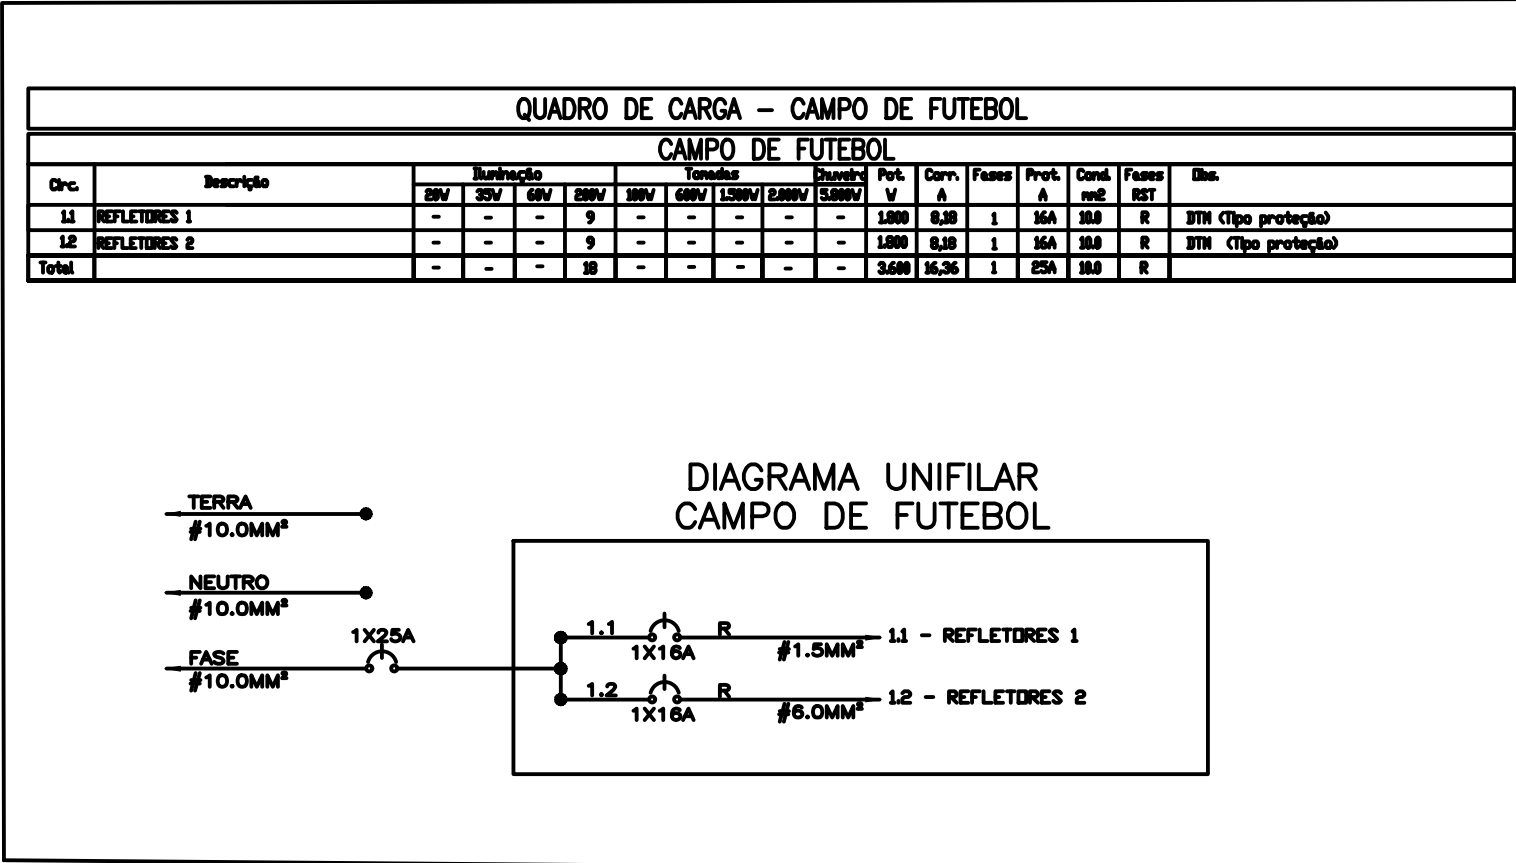 QUADRO DE CARGA – CAMPO DE FUTEBOL
CAMPO DE FUTEBOL
Circ. Descrição Iluminação Tomadas Chuveiro Pot. Corr. Fases Prot. Cond. Fases Obs.
20W 35W 60W 200W 100W 600W 1.500W 2.000W 5.800W W A A mm2 RST
1.1 REFLETORES 1 - - - 9 - - - - - 1.800 8,18 1 16A 10.0 R DTM (Tipo proteção)
1.2 REFLETORES 2 - - - 9 - - - - - 1.800 8,18 1 16A 10.0 R DTM (Tipo proteção)
Total - - - 18 - - - - - 3.600 16,36 1 25A 10.0 R
DIAGRAMA UNIFILAR
CAMPO DE FUTEBOL
TERRA
#10.0MM²
NEUTRO
#10.0MM²
1X25A
FASE
#10.0MM²
1.1 R 1.1 - REFLETORES 1
1X16A #1.5MM²
1.2 R 1.2 - REFLETORES 2
1X16A #6.0MM²